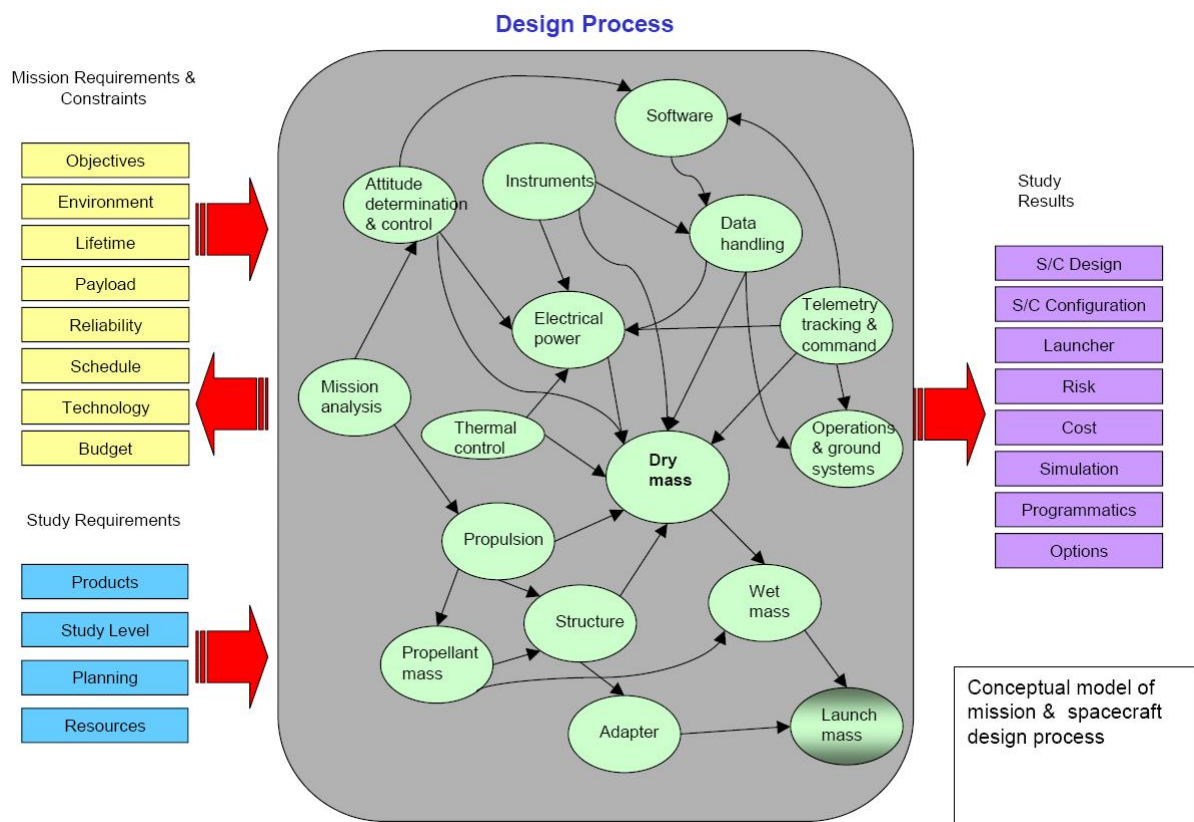 Design Process
Mission Requirements &
Constraints
Objectives
Environment
Lifetime
Payload
Reliability
Schedule
Technology
Budget
Study Requirements
Products
Study Level
Planning
Resources
Software
Attitude
determination
& control
Instruments
Data
handling
Electrical
power
Telemetry
tracking &
command
Mission
analysis
Thermal
control
Dry
mass
Operations
& ground
systems
Propulsion
Structure
Wet
mass
Propellant
mass
Adapter
Launch
mass
Study
Results
S/C Design
S/C Configuration
Launcher
Risk
Cost
Simulation
Programmatics
Options
Conceptual model of
mission & spacecraft
design process